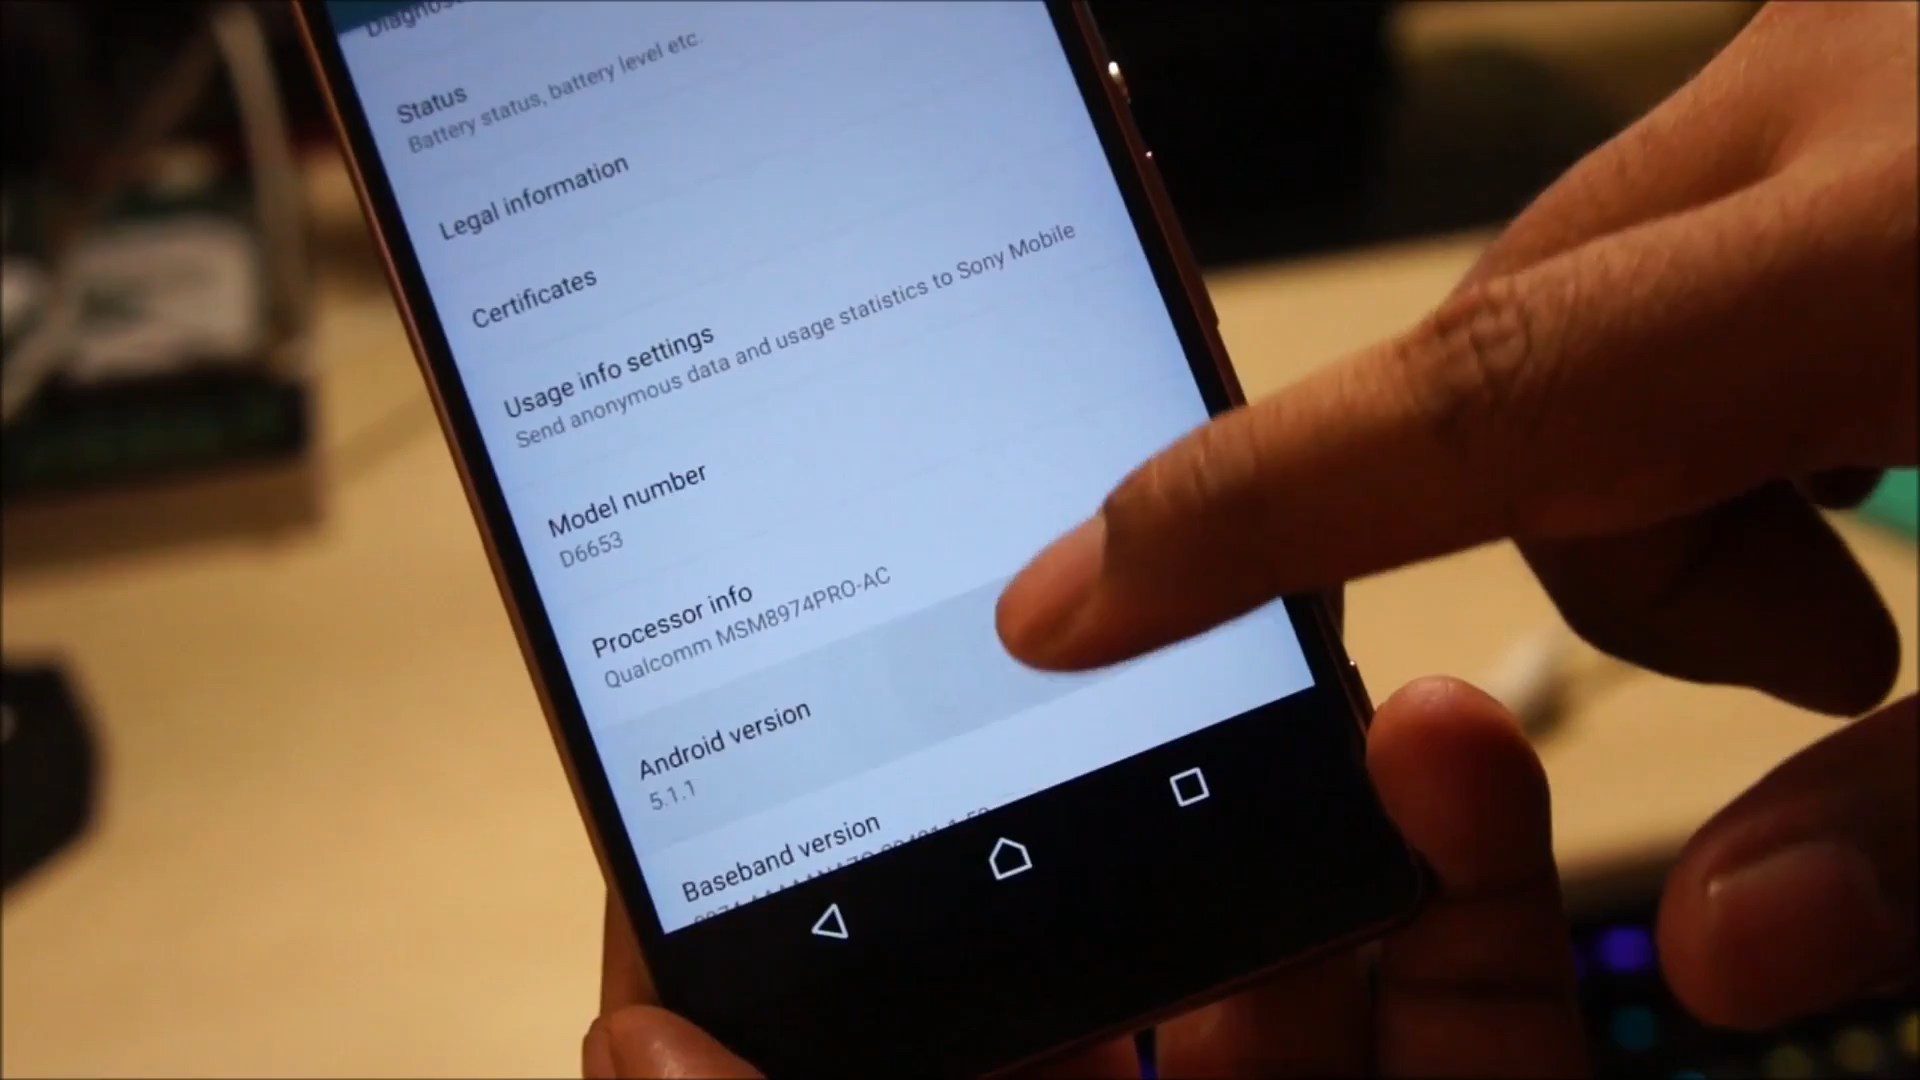 Status
Battery status, battery level etc.
Legal information
Certificates
Usage info settings
Send anonymous data and usage statistics to Sony Mobile
Model number
D6653
Processor info
Qualcomm MSM8974PRO-AC
Android version
5.1.1
Baseband version